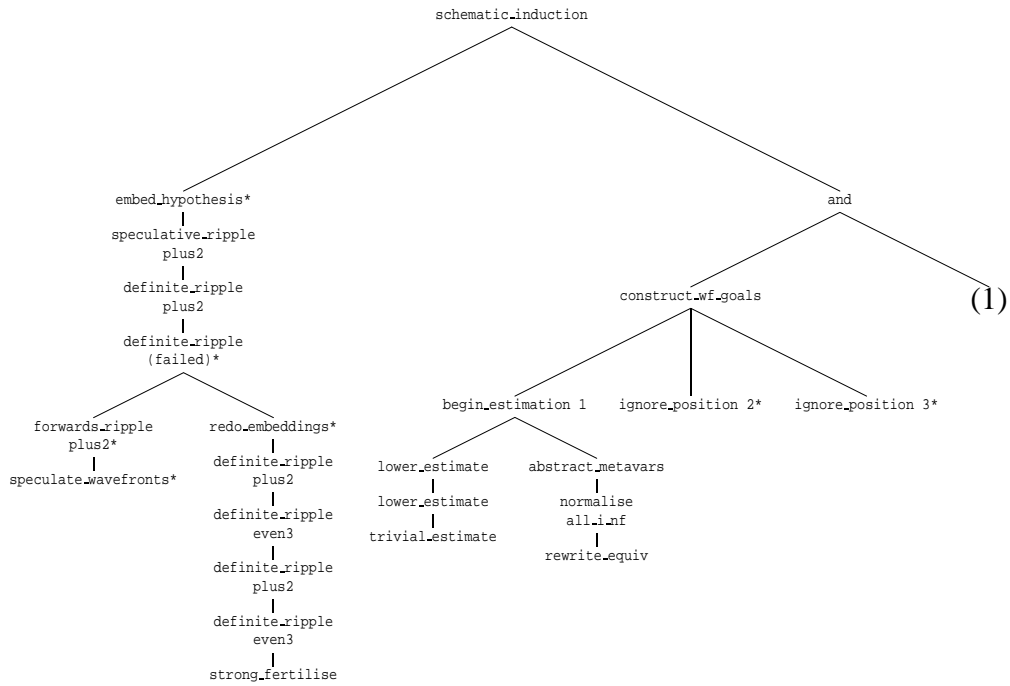 schematic_induction
embed_hypothesis*
and
speculative_ripple
plus2
definite_ripple
plus2
construct_wf_goals
(1)
definite_ripple
(failed)*
begin_estimation 1
ignore_position 2*
ignore_position 3*
forwards_ripple
plus2*
redo_embeddings*
speculate_wavefronts*
definite_ripple
plus2
definite_ripple
even3
definite_ripple
plus2
definite_ripple
even3
strong_fertilise
lower_estimate
abstract_metavars
lower_estimate
normalise
all_i_nf
trivial_estimate
rewrite_equiv